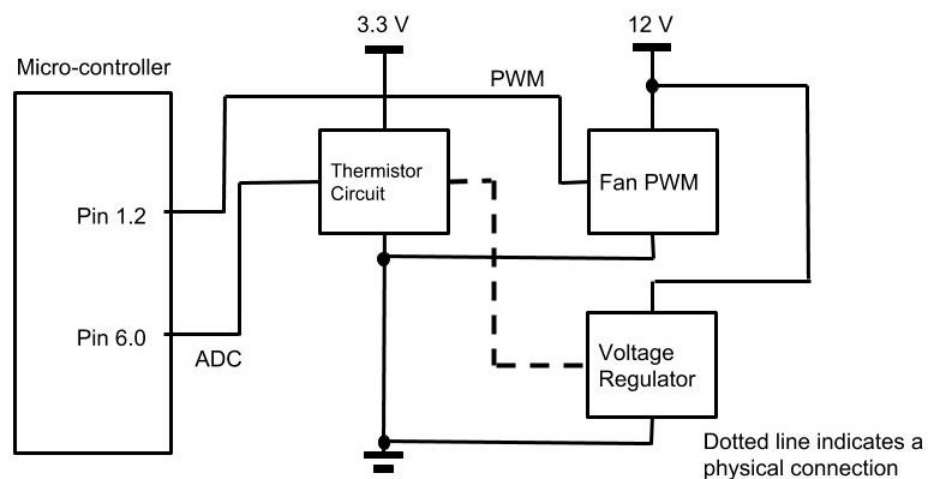 3.3 V
12 V
Micro-controller
PWM
Thermistor
Circuit
Fan PWM
Pin 1.2
Pin 6.0
ADC
Voltage
Regulator
Dotted line indicates a
physical connection